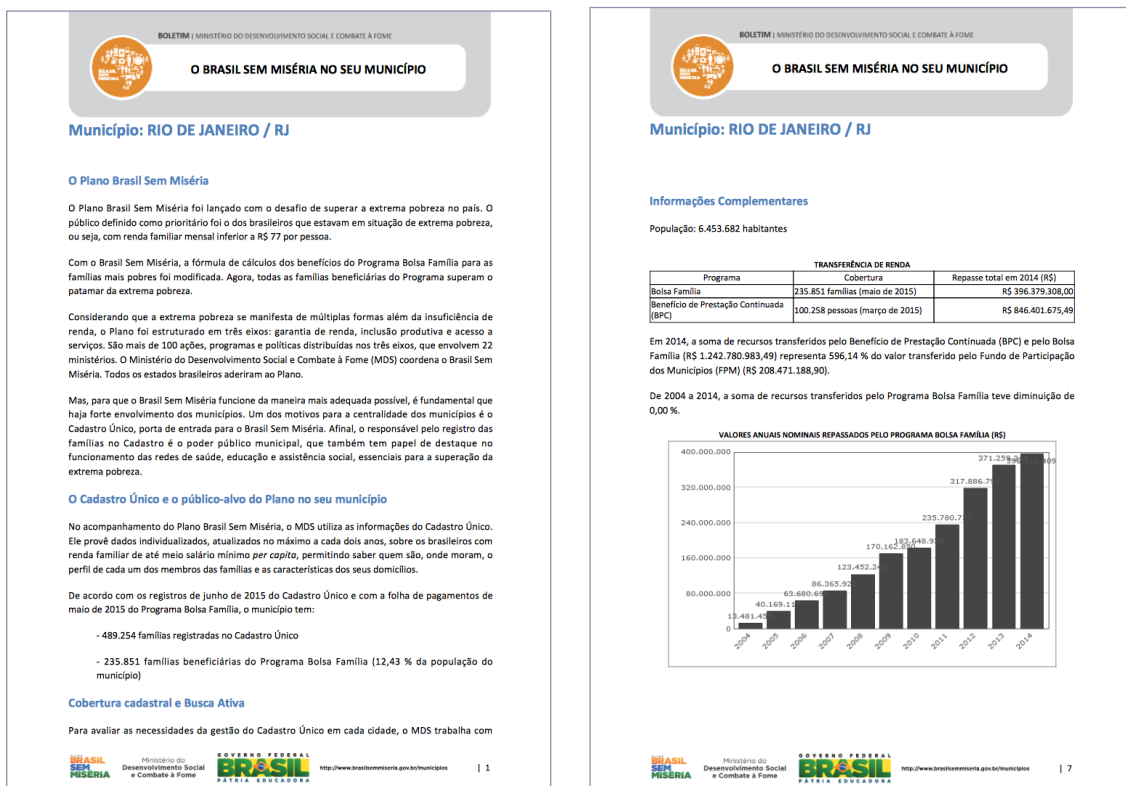 BOLETIM | MINISTÉRIO DO DESENVOLVIMENTO SOCIAL E COMBATE À FOME
BRASIL
SEM
MISÉRIA
O BRASIL SEM MISÉRIA NO SEU MUNICÍPIO
Município: RIO DE JANEIRO / RJ
O Plano Brasil Sem Miséria
O Plano Brasil Sem Miséria foi lançado com o desafio de superar a extrema pobreza no país. O
público definido como prioritário foi o dos brasileiros que estavam em situação de extrema pobreza,
ou seja, com renda familiar mensal inferior a R$ 77 por pessoa.
Com o Brasil Sem Miséria, a fórmula de cálculos dos benefícios do Programa Bolsa Família para as
famílias mais pobres foi modificada. Agora, todas as famílias beneficiárias do Programa superam o
patamar da extrema pobreza.
Considerando que a extrema pobreza se manifesta de múltiplas formas além da insuficiência de
renda, o Plano foi estruturado em três eixos: garantia de renda, inclusão produtiva e acesso a
serviços. São mais de 100 ações, programas e políticas distribuídas nos três eixos, que envolvem 22
ministérios. O Ministério do Desenvolvimento Social e Combate à Fome (MDS) coordena o Brasil Sem
Miséria. Todos os estados brasileiros aderiram ao Plano.
Mas, para que o Brasil Sem Miséria funcione da maneira mais adequada possível, é fundamental que
haja forte envolvimento dos municípios. Um dos motivos para a centralidade dos municípios é o
Cadastro Único, porta de entrada para o Brasil Sem Miséria. Afinal, o responsável pelo registro das
famílias no Cadastro é o poder público municipal, que também tem papel de destaque no
funcionamento das redes de saúde, educação e assistência social, essenciais para a superação da
extrema pobreza.
O Cadastro Único e o público-alvo do Plano no seu município
No acompanhamento do Plano Brasil Sem Miséria, o MDS utiliza as informações do Cadastro Único.
Ele provê dados individualizados, atualizados no máximo a cada dois anos, sobre os brasileiros com
renda familiar de até meio salário mínimo per capita, permitindo saber quem são, onde moram, o
perfil de cada um dos membros das famílias e as características dos seus domicílios.
De acordo com os registros de junho de 2015 do Cadastro Único e com a folha de pagamentos de
maio de 2015 do Programa Bolsa Família, o município tem:
- 489.254 famílias registradas no Cadastro Único
- 235.851 famílias beneficiárias do Programa Bolsa Família (12,43 % da população do
município)
Cobertura cadastral e Busca Ativa
Para avaliar as necessidades da gestão do Cadastro Único em cada cidade, o MDS trabalha com
BRASIL
SEM
MISÉRIA
Ministério do
Desenvolvimento Social
e Combate à Fome
GOVERNO FEDERAL
BRASIL
PÁTRIA EDUCADORA
http://www.brasilsemmiseria.gov.br/municipios
| 1
BOLETIM | MINISTÉRIO DO DESENVOLVIMENTO SOCIAL E COMBATE À FOME
BRASIL
SEM
MISÉRIA
O BRASIL SEM MISÉRIA NO SEU MUNICÍPIO
Município: RIO DE JANEIRO / RJ
Informações Complementares
População: 6.453.682 habitantes
TRANSFERÊNCIA DE RENDA
Programa Cobertura Repasse total em 2014 (R$)
Bolsa Família 235.851 famílias (maio de 2015) R$ 396.379.308,00
Benefício de Prestação Continuada
(BPC) 100.258 pessoas (março de 2015) R$ 846.401.675,49
Em 2014, a soma de recursos transferidos pelo Benefício de Prestação Continuada (BPC) e pelo Bolsa
Família (R$ 1.242.780.983,49) representa 596,14 % do valor transferido pelo Fundo de Participação
dos Municípios (FPM) (R$ 208.471.188,90).
De 2004 a 2014, a soma de recursos transferidos pelo Programa Bolsa Família teve diminuição de
0,00 %.
VALORES ANUAIS NOMINAIS REPASSADOS PELO PROGRAMA BOLSA FAMÍLIA (R$)
400.000.000
320.000.000
240.000.000
160.000.000
80.000.000
0
2004 2005 2006 2007 2008 2009 2010 2011 2012 2013 2014
BRASIL
SEM
MISÉRIA
Ministério do
Desenvolvimento Social
e Combate à Fome
GOVERNO FEDERAL
BRASIL
PÁTRIA EDUCADORA
http://www.brasilsemmiseria.gov.br/municipios
| 7